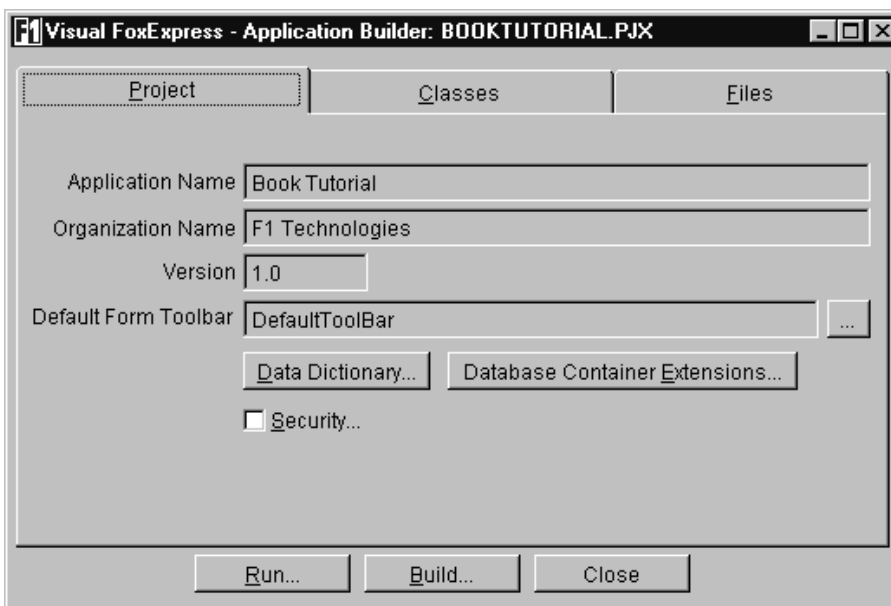 F1 Visual FoxExpress - Application Builder: BOOKTUTORIAL.PJX
Project Classes Files
Application Name Book Tutorial
Organization Name F1 Technologies
Version 1.0
Default Form Toolbar DefaultToolBar ...
Data Dictionary... Database Container Extensions...
Security...
Run... Build... Close